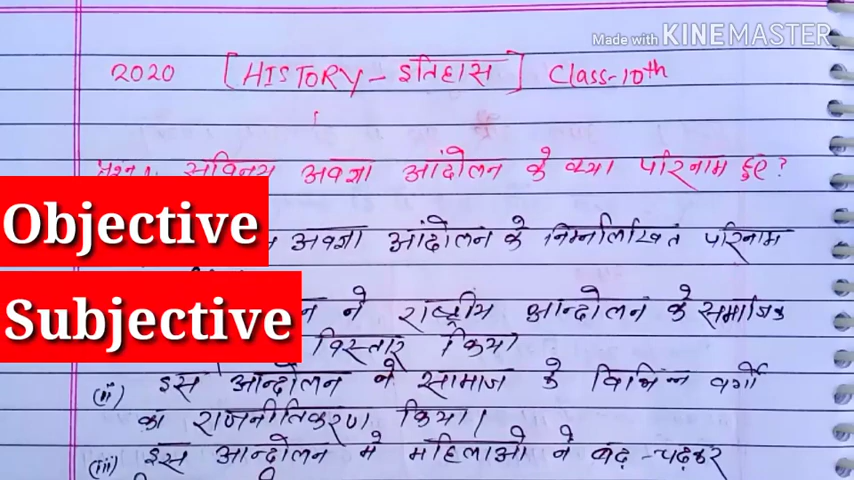 Made with KINEMASTER
2020 [HISTORY - इतिहास] Class-10th
प्रश्न 1. सविनय अवज्ञा आंदोलन के क्या परिनाम हुए?
Objective
अवज्ञा आंदोलन के निम्नलिखित परिनाम
Subjective
न ने राष्ट्रीय आन्दोलन के समाजिक
विस्तार किया
(ii) इस आन्दोलन ने सामाज के विभिन्न वर्गो
का राजनीतिकरण किया।
(iii) इस आन्दोलन मे महिलाओ ने बढ़-चढ़कर